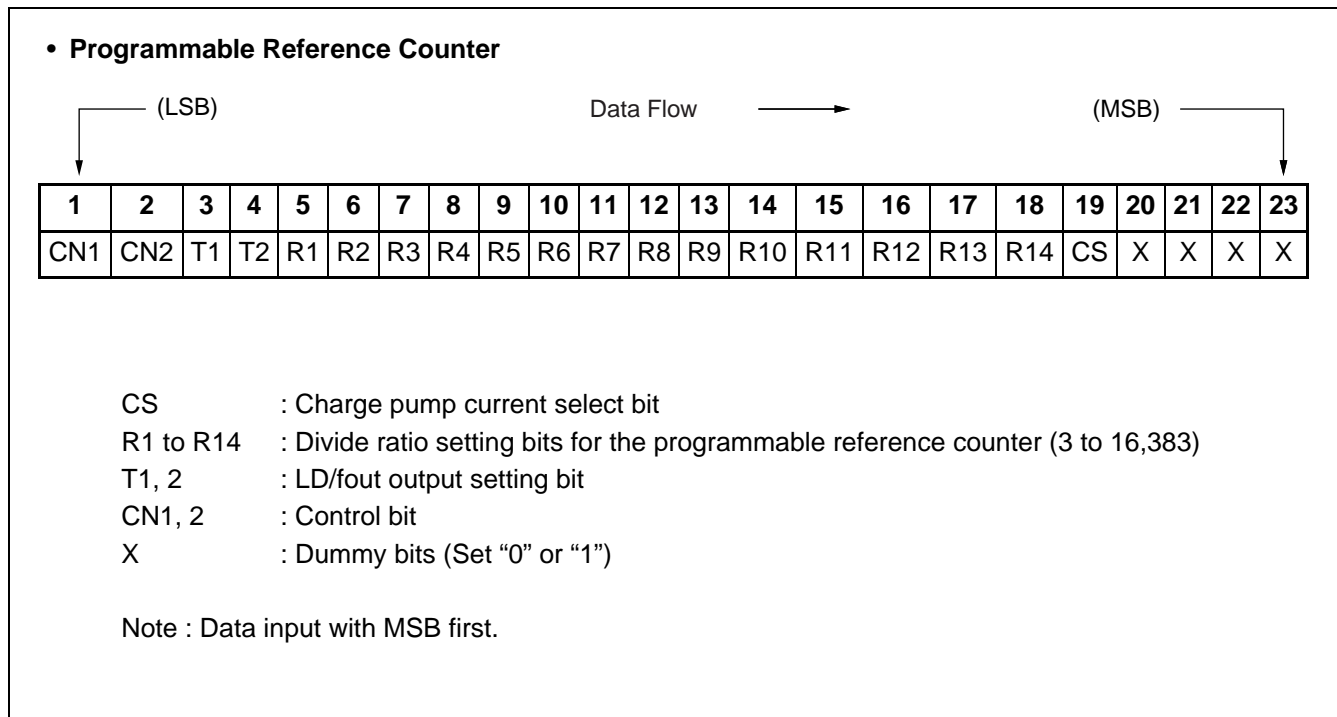 • Programmable Reference Counter
(LSB) Data Flow (MSB)
1 2 3 4 5 6 7 8 9 10 11 12 13 14 15 16 17 18 19 20 21 22 23
CN1 CN2 T1 T2 R1 R2 R3 R4 R5 R6 R7 R8 R9 R10 R11 R12 R13 R14 CS X X X X
CS : Charge pump current select bit
R1 to R14 : Divide ratio setting bits for the programmable reference counter (3 to 16,383)
T1, 2 : LD/fout output setting bit
CN1, 2 : Control bit
X : Dummy bits (Set “0” or “1”)
Note : Data input with MSB first.